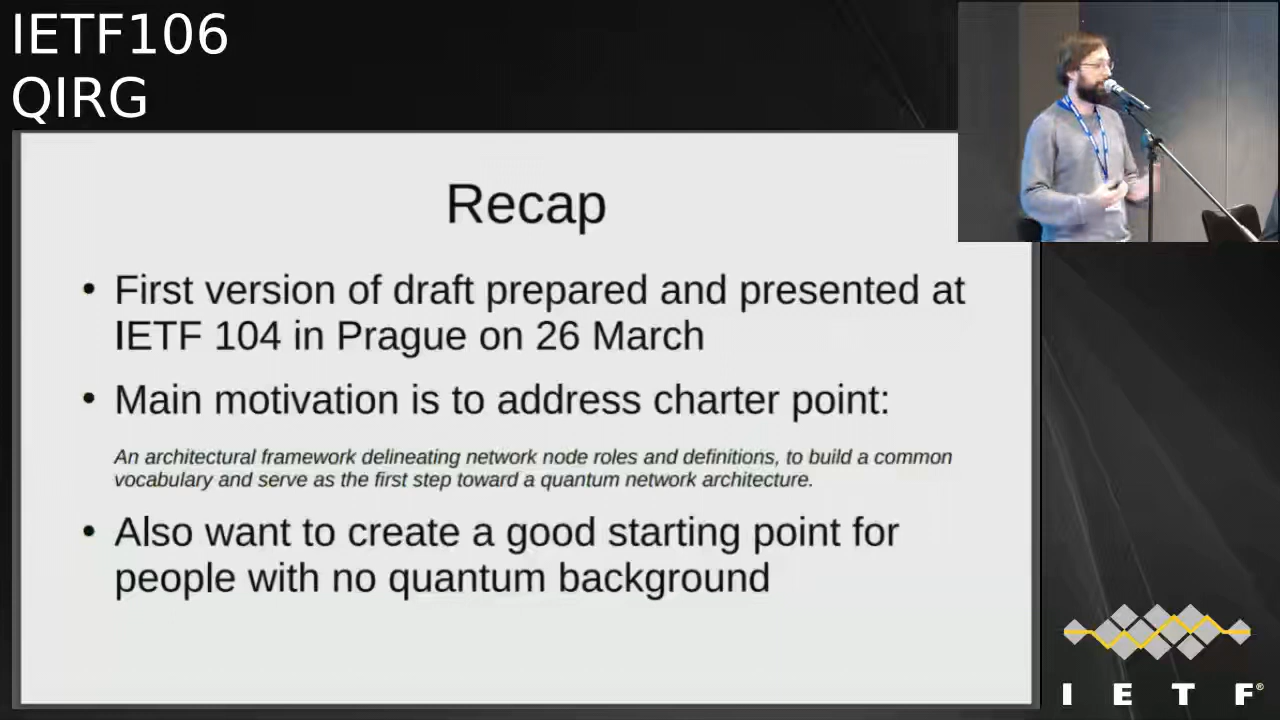 IETF106
QIRG
Recap
• First version of draft prepared and presented at
IETF 104 in Prague on 26 March
• Main motivation is to address charter point:
An architectural framework delineating network node roles and definitions, to build a common
vocabulary and serve as the first step toward a quantum network architecture.
• Also want to create a good starting point for
people with no quantum background
I E T F®